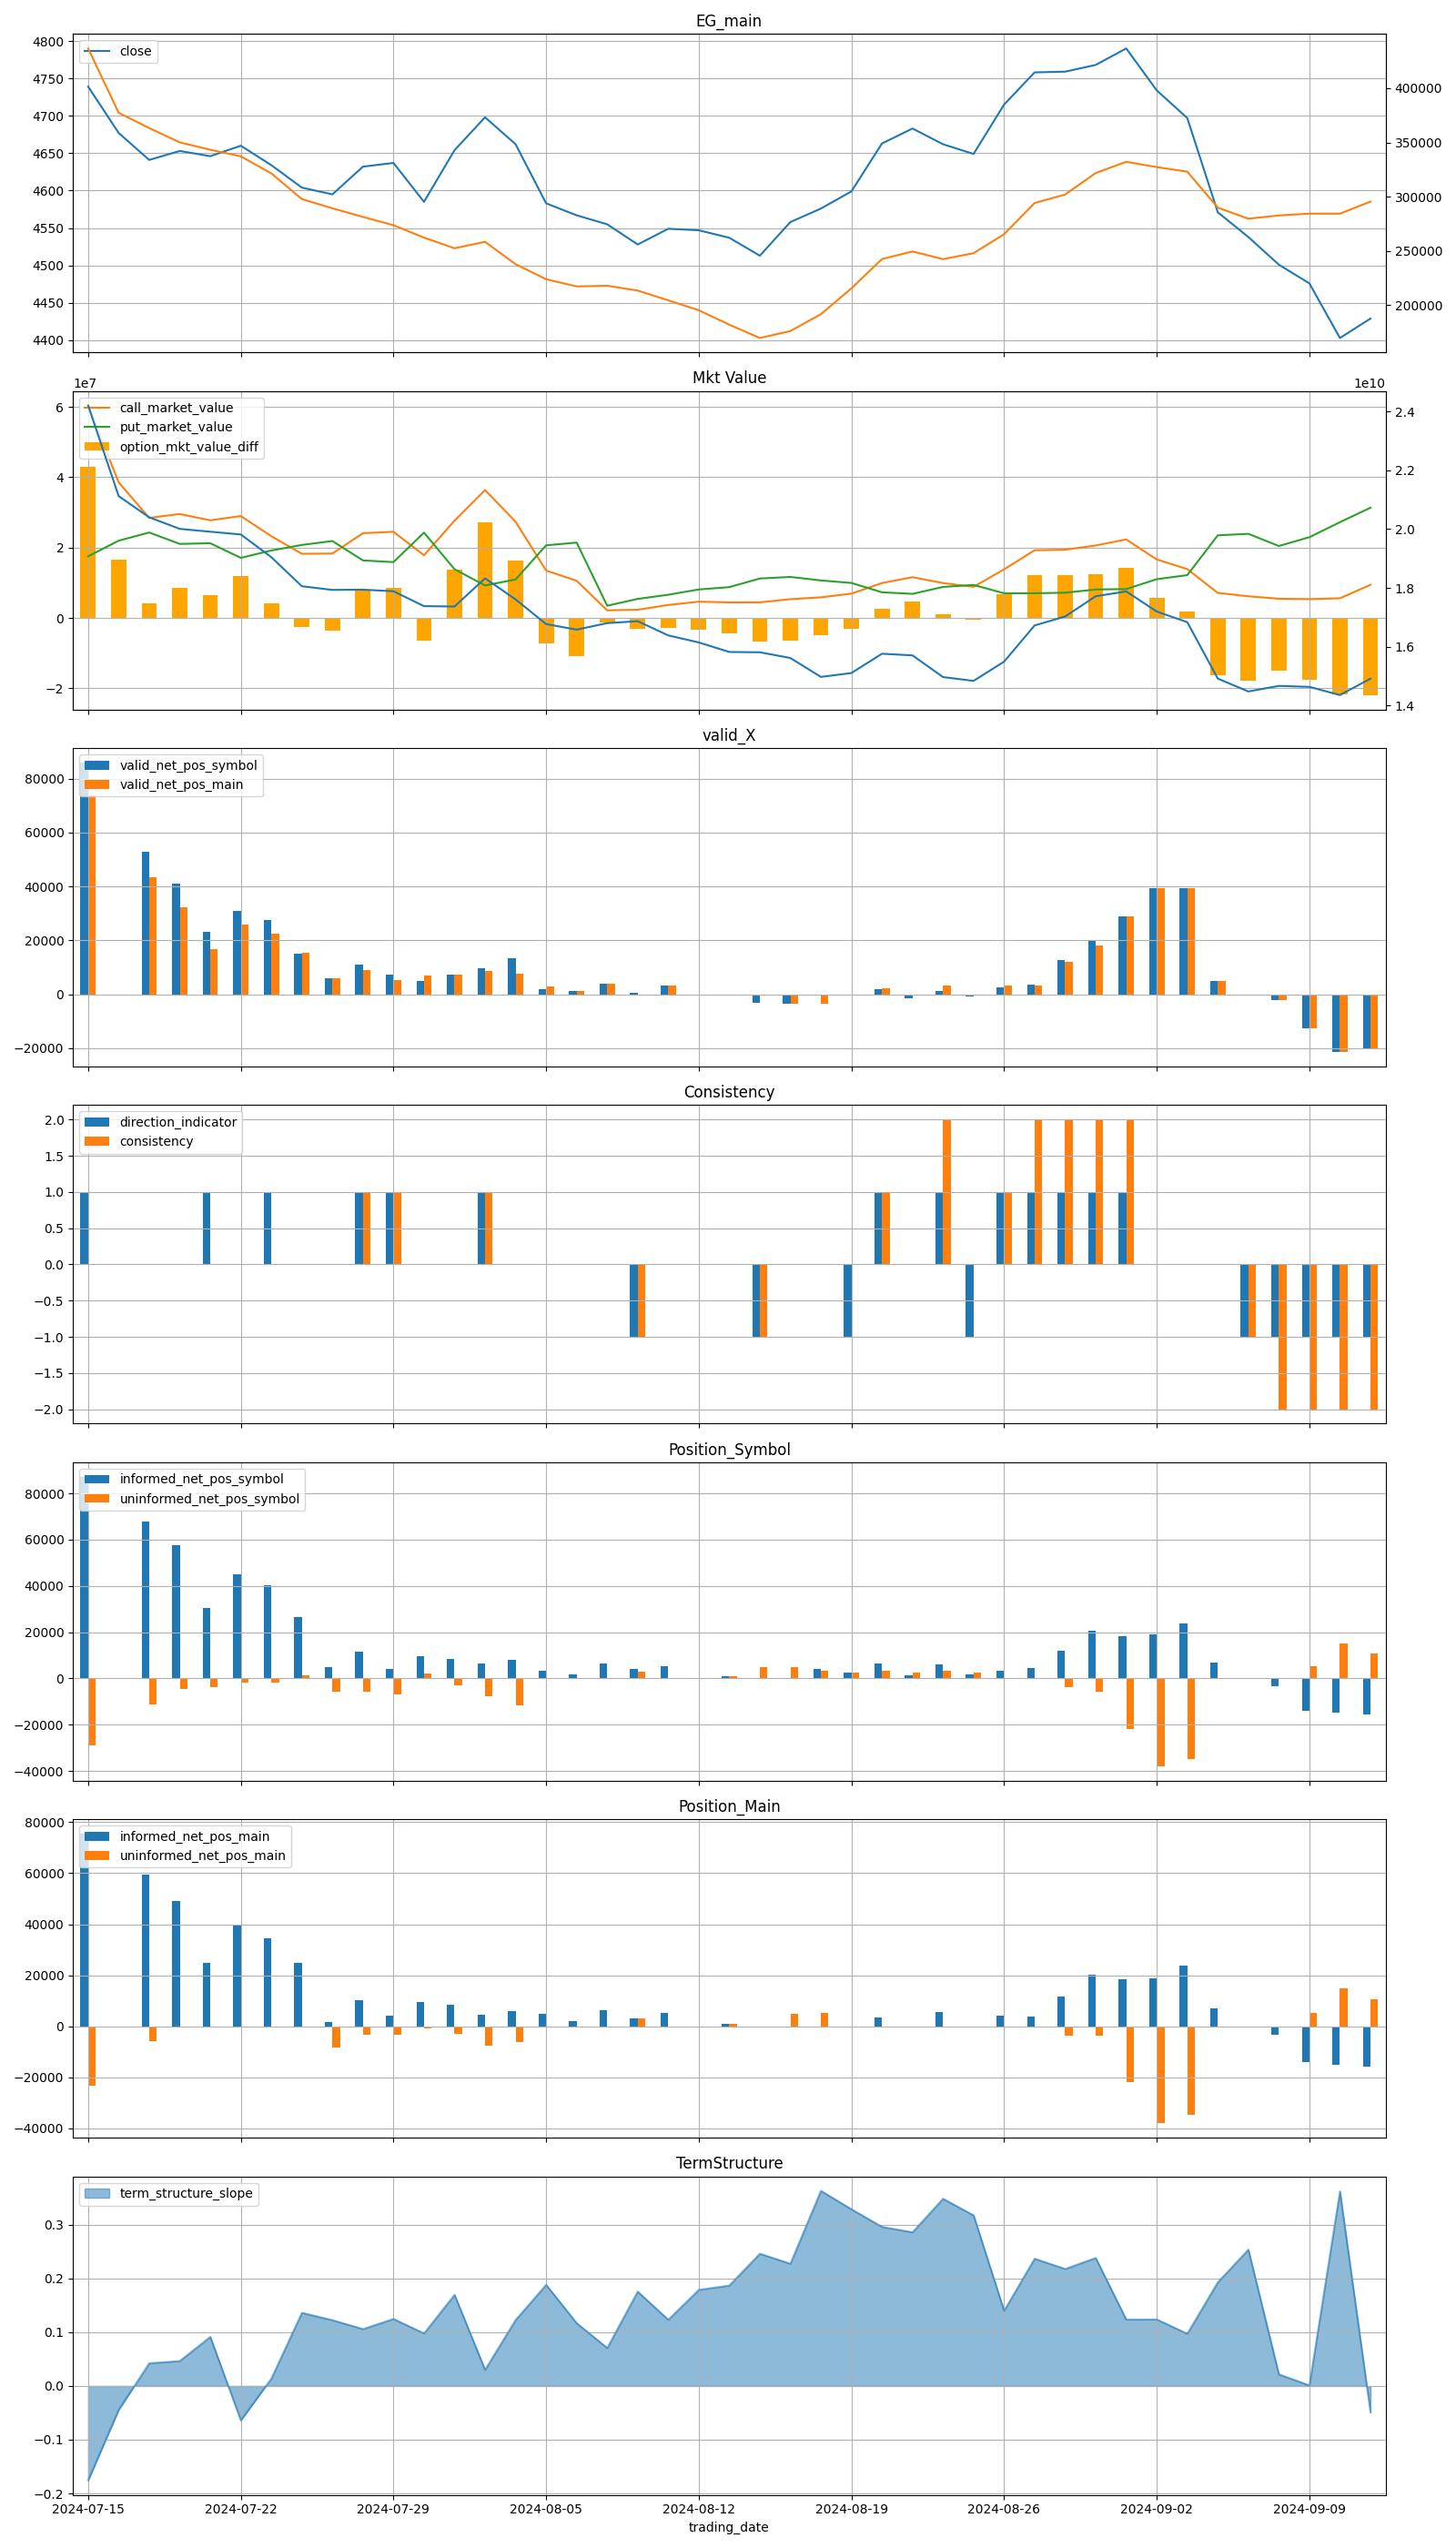 EG_main
close
4800
4750
4700
4650
4600
4550
4500
4450
4400
400000
350000
300000
250000
200000
Mkt Value
1e7
1e10
call_market_value
put_market_value
option_mkt_value_diff
6
4
2
0
−2
2.4
2.2
2.0
1.8
1.6
1.4
valid_X
valid_net_pos_symbol
valid_net_pos_main
80000
60000
40000
20000
0
−20000
Consistency
direction_indicator
consistency
2.0
1.5
1.0
0.5
0.0
−0.5
−1.0
−1.5
−2.0
Position_Symbol
informed_net_pos_symbol
uninformed_net_pos_symbol
80000
60000
40000
20000
0
−20000
−40000
Position_Main
informed_net_pos_main
uninformed_net_pos_main
80000
60000
40000
20000
0
−20000
−40000
TermStructure
term_structure_slope
0.3
0.2
0.1
0.0
−0.1
−0.2
2024-07-15 2024-07-22 2024-07-29 2024-08-05 2024-08-12 2024-08-19 2024-08-26 2024-09-02 2024-09-09
trading_date